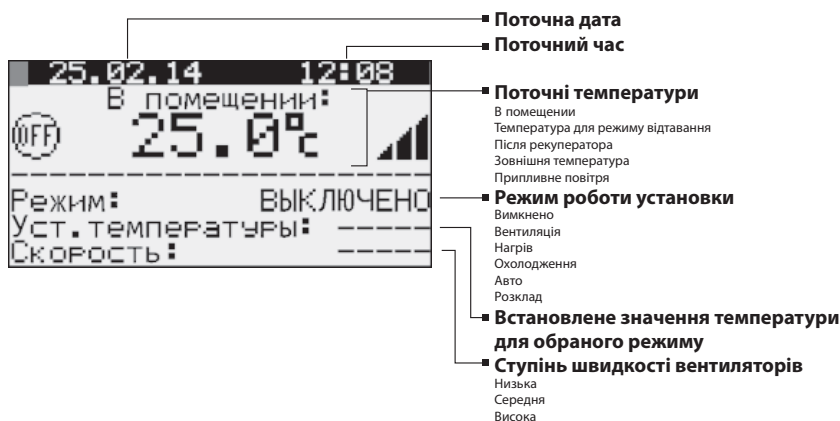 Поточна дата
Поточний час
25.02.14 12:08
В помещении:
OFF 25.0°c
Режим: ВЫКЛЮЧЕНО
Уст.температуры: -----
Скорость: -----
Поточні температури
В помещении
Температура для режиму відтавання
Після рекуператора
Зовнішня температура
Припливне повітря
Режим роботи установки
Вимкнено
Вентиляція
Нагрів
Охолодження
Авто
Розклад
Встановлене значення температури
для обраного режиму
Ступінь швидкості вентиляторів
Низька
Середня
Висока